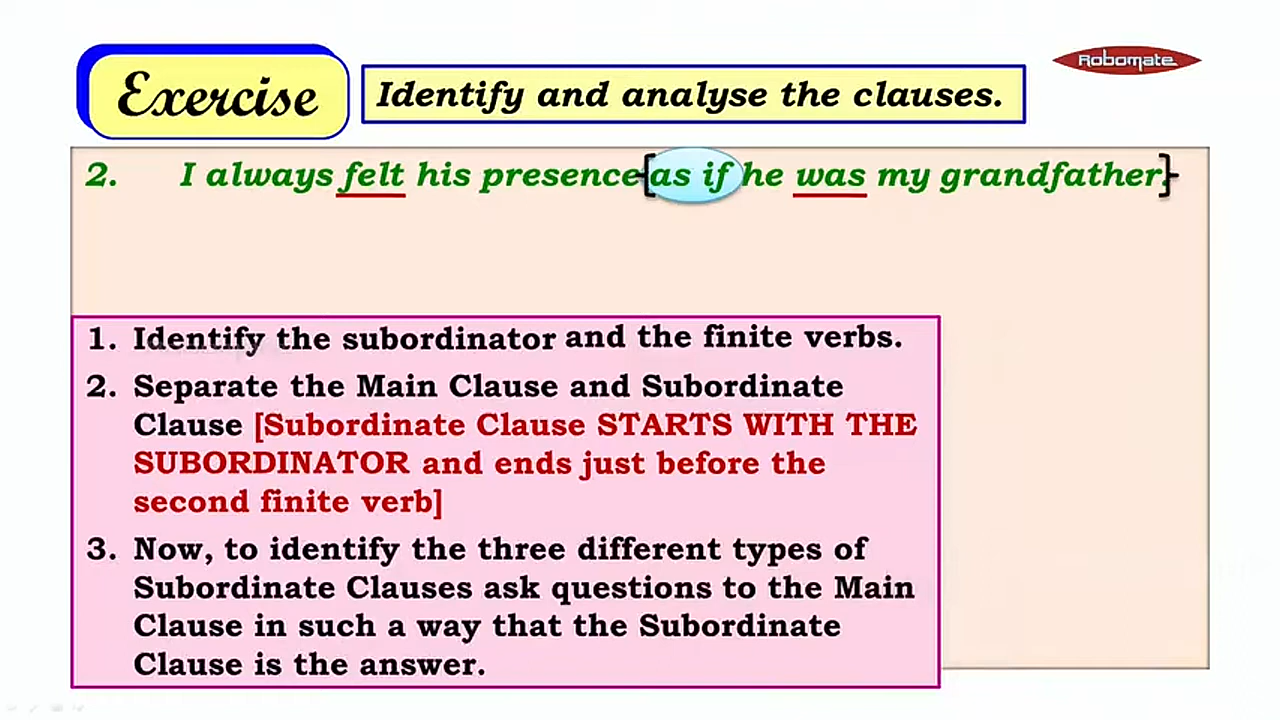 Robomate
Exercise
Identify and analyse the clauses.
2. I always felt his presence [as if he was my grandfather.]
1. Identify the subordinator and the finite verbs.
2. Separate the Main Clause and Subordinate
Clause [Subordinate Clause STARTS WITH THE
SUBORDINATOR and ends just before the
second finite verb]
3. Now, to identify the three different types of
Subordinate Clauses ask questions to the Main
Clause in such a way that the Subordinate
Clause is the answer.